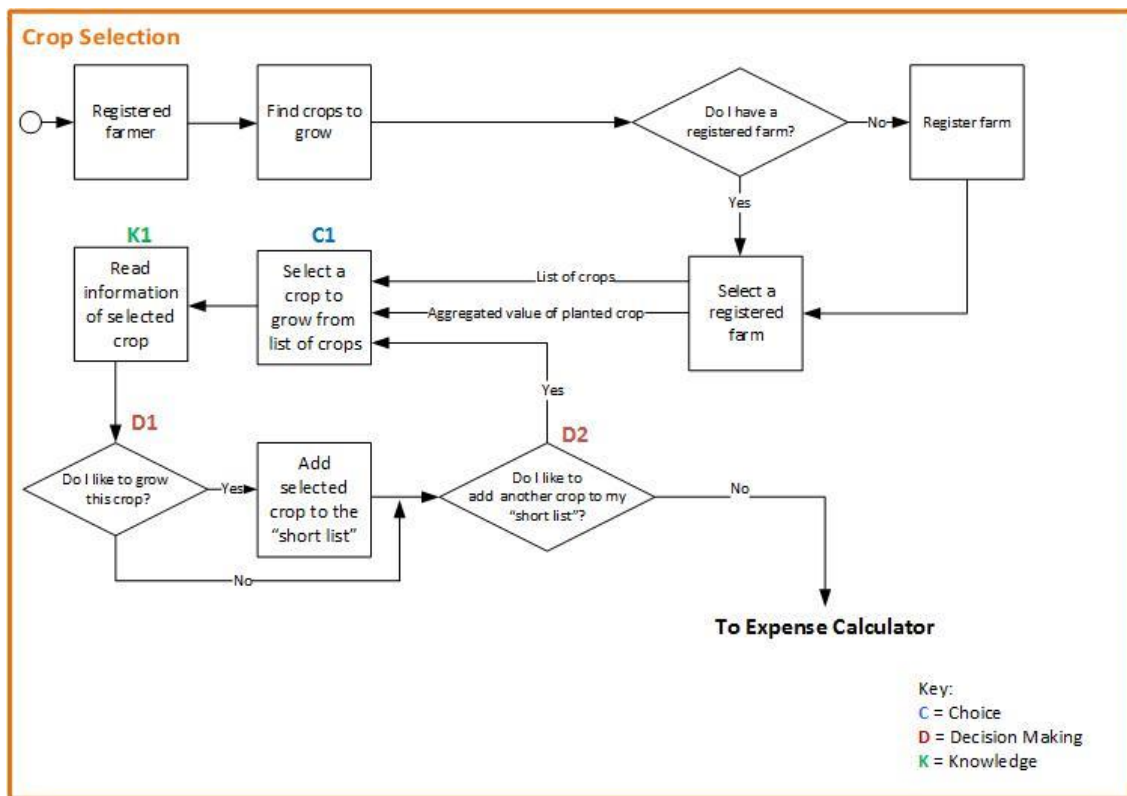 Crop Selection
Registered
farmer
Find crops to
grow
Do I have a
registered farm?
No
Register farm
Yes
K1
C1
Read
information
of selected
crop
Select a
crop to
grow from
list of crops
List of crops
Aggregated value of planted crop
Select a
registered
farm
Yes
D1
D2
Do I like to grow
this crop?
Yes
Add
selected
crop to the
“short list”
Do I like to
add another crop to my
“short list”?
No
No
To Expense Calculator
Key:
C = Choice
D = Decision Making
K = Knowledge